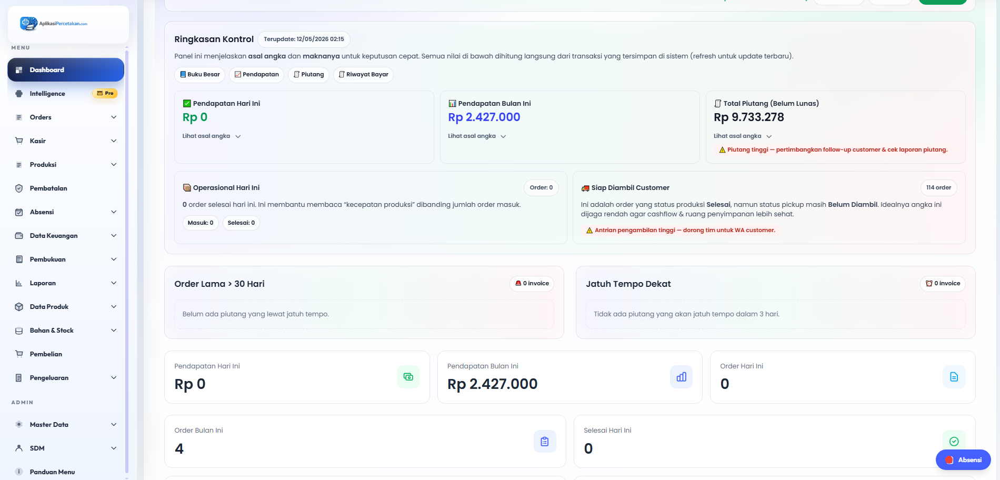 AplikasiPercetakan.com
MENU
Dashboard
Intelligence
Pro
Orders
Kasir
Produksi
Pembatalan
Absensi
Data Keuangan
Pembukuan
Laporan
Data Produk
Bahan & Stock
Pembelian
Pengeluaran
ADMIN
Master Data
SDM
Panduan Menu
Ringkasan Kontrol
Terupdate: 12/05/2026 02:15
Panel ini menjelaskan asal angka dan maknanya untuk keputusan cepat. Semua nilai di bawah dihitung langsung dari transaksi yang tersimpan di sistem (refresh untuk update terbaru).
Buku Besar
Pendapatan
Piutang
Riwayat Bayar
Pendapatan Hari Ini
Rp 0
Lihat asal angka
Pendapatan Bulan Ini
Rp 2.427.000
Lihat asal angka
Total Piutang (Belum Lunas)
Rp 9.733.278
Lihat asal angka
Piutang tinggi — pertimbangkan follow-up customer & cek laporan piutang.
Operasional Hari Ini
Order: 0
0 order selesai hari ini. Ini membantu membaca “kecepatan produksi” dibanding jumlah order masuk.
Masuk: 0
Selesai: 0
Siap Diambil Customer
114 order
Ini adalah order yang status produksi Selesai, namun status pickup masih Belum Diambil. Idealnya angka ini
dijaga rendah agar cashflow & ruang penyimpanan lebih sehat.
Antrian pengambilan tinggi — dorong tim untuk WA customer.
Order Lama > 30 Hari
0 invoice
Belum ada piutang yang lewat jatuh tempo.
Jatuh Tempo Dekat
0 invoice
Tidak ada piutang yang akan jatuh tempo dalam 3 hari.
Pendapatan Hari Ini
Rp 0
Pendapatan Bulan Ini
Rp 2.427.000
Order Hari Ini
0
Order Bulan Ini
4
Selesai Hari Ini
0
Absensi